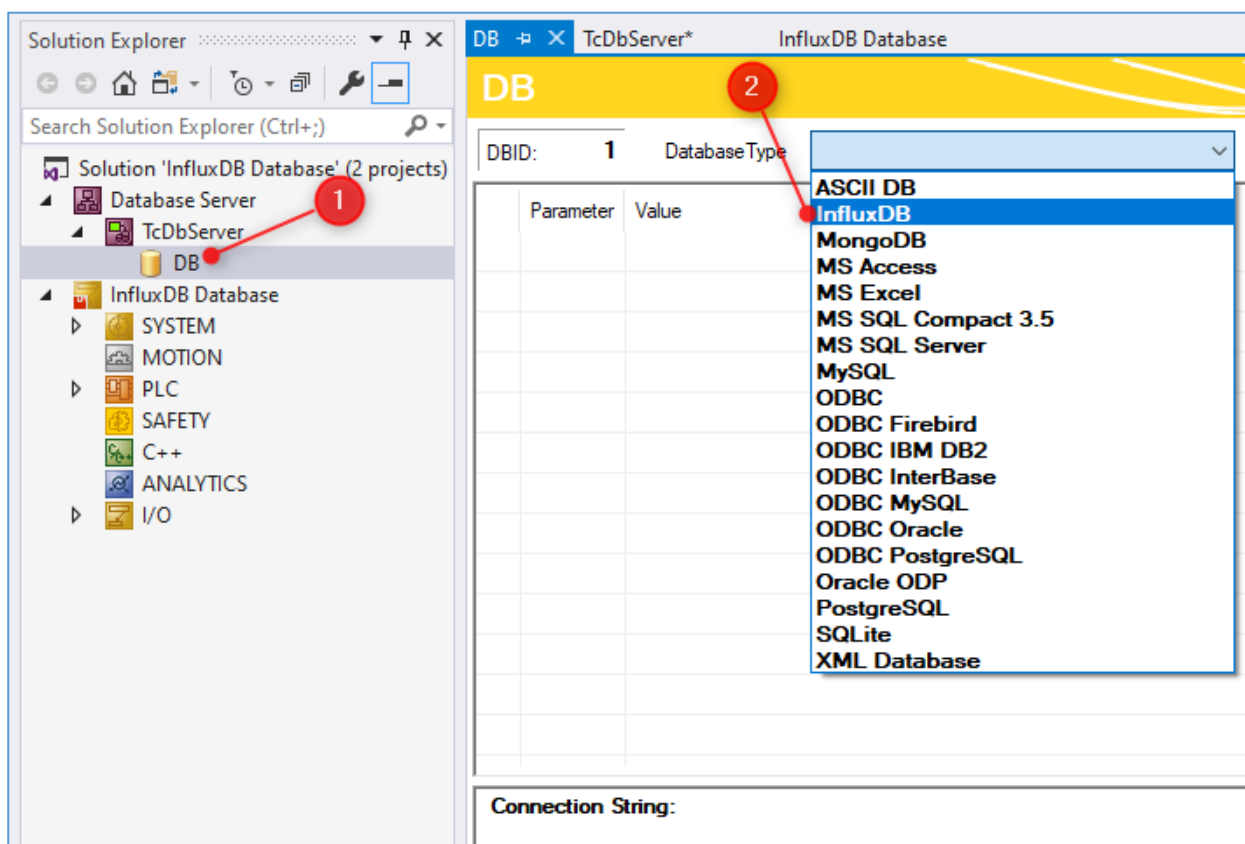 Solution Explorer
Search Solution Explorer (Ctrl+;)
Solution 'InfluxDB Database' (2 projects)
Database Server
1
TcDbServer
DB
InfluxDB Database
SYSTEM
MOTION
PLC
SAFETY
C++
ANALYTICS
I/O
DB TcDbServer* InfluxDB Database
DB
2
DBID: 1 DatabaseType
Parameter Value
ASCII DB
InfluxDB
MongoDB
MS Access
MS Excel
MS SQL Compact 3.5
MS SQL Server
MySQL
ODBC
ODBC Firebird
ODBC IBM DB2
ODBC InterBase
ODBC MySQL
ODBC Oracle
ODBC PostgreSQL
Oracle ODP
PostgreSQL
SQLite
XML Database
Connection String: